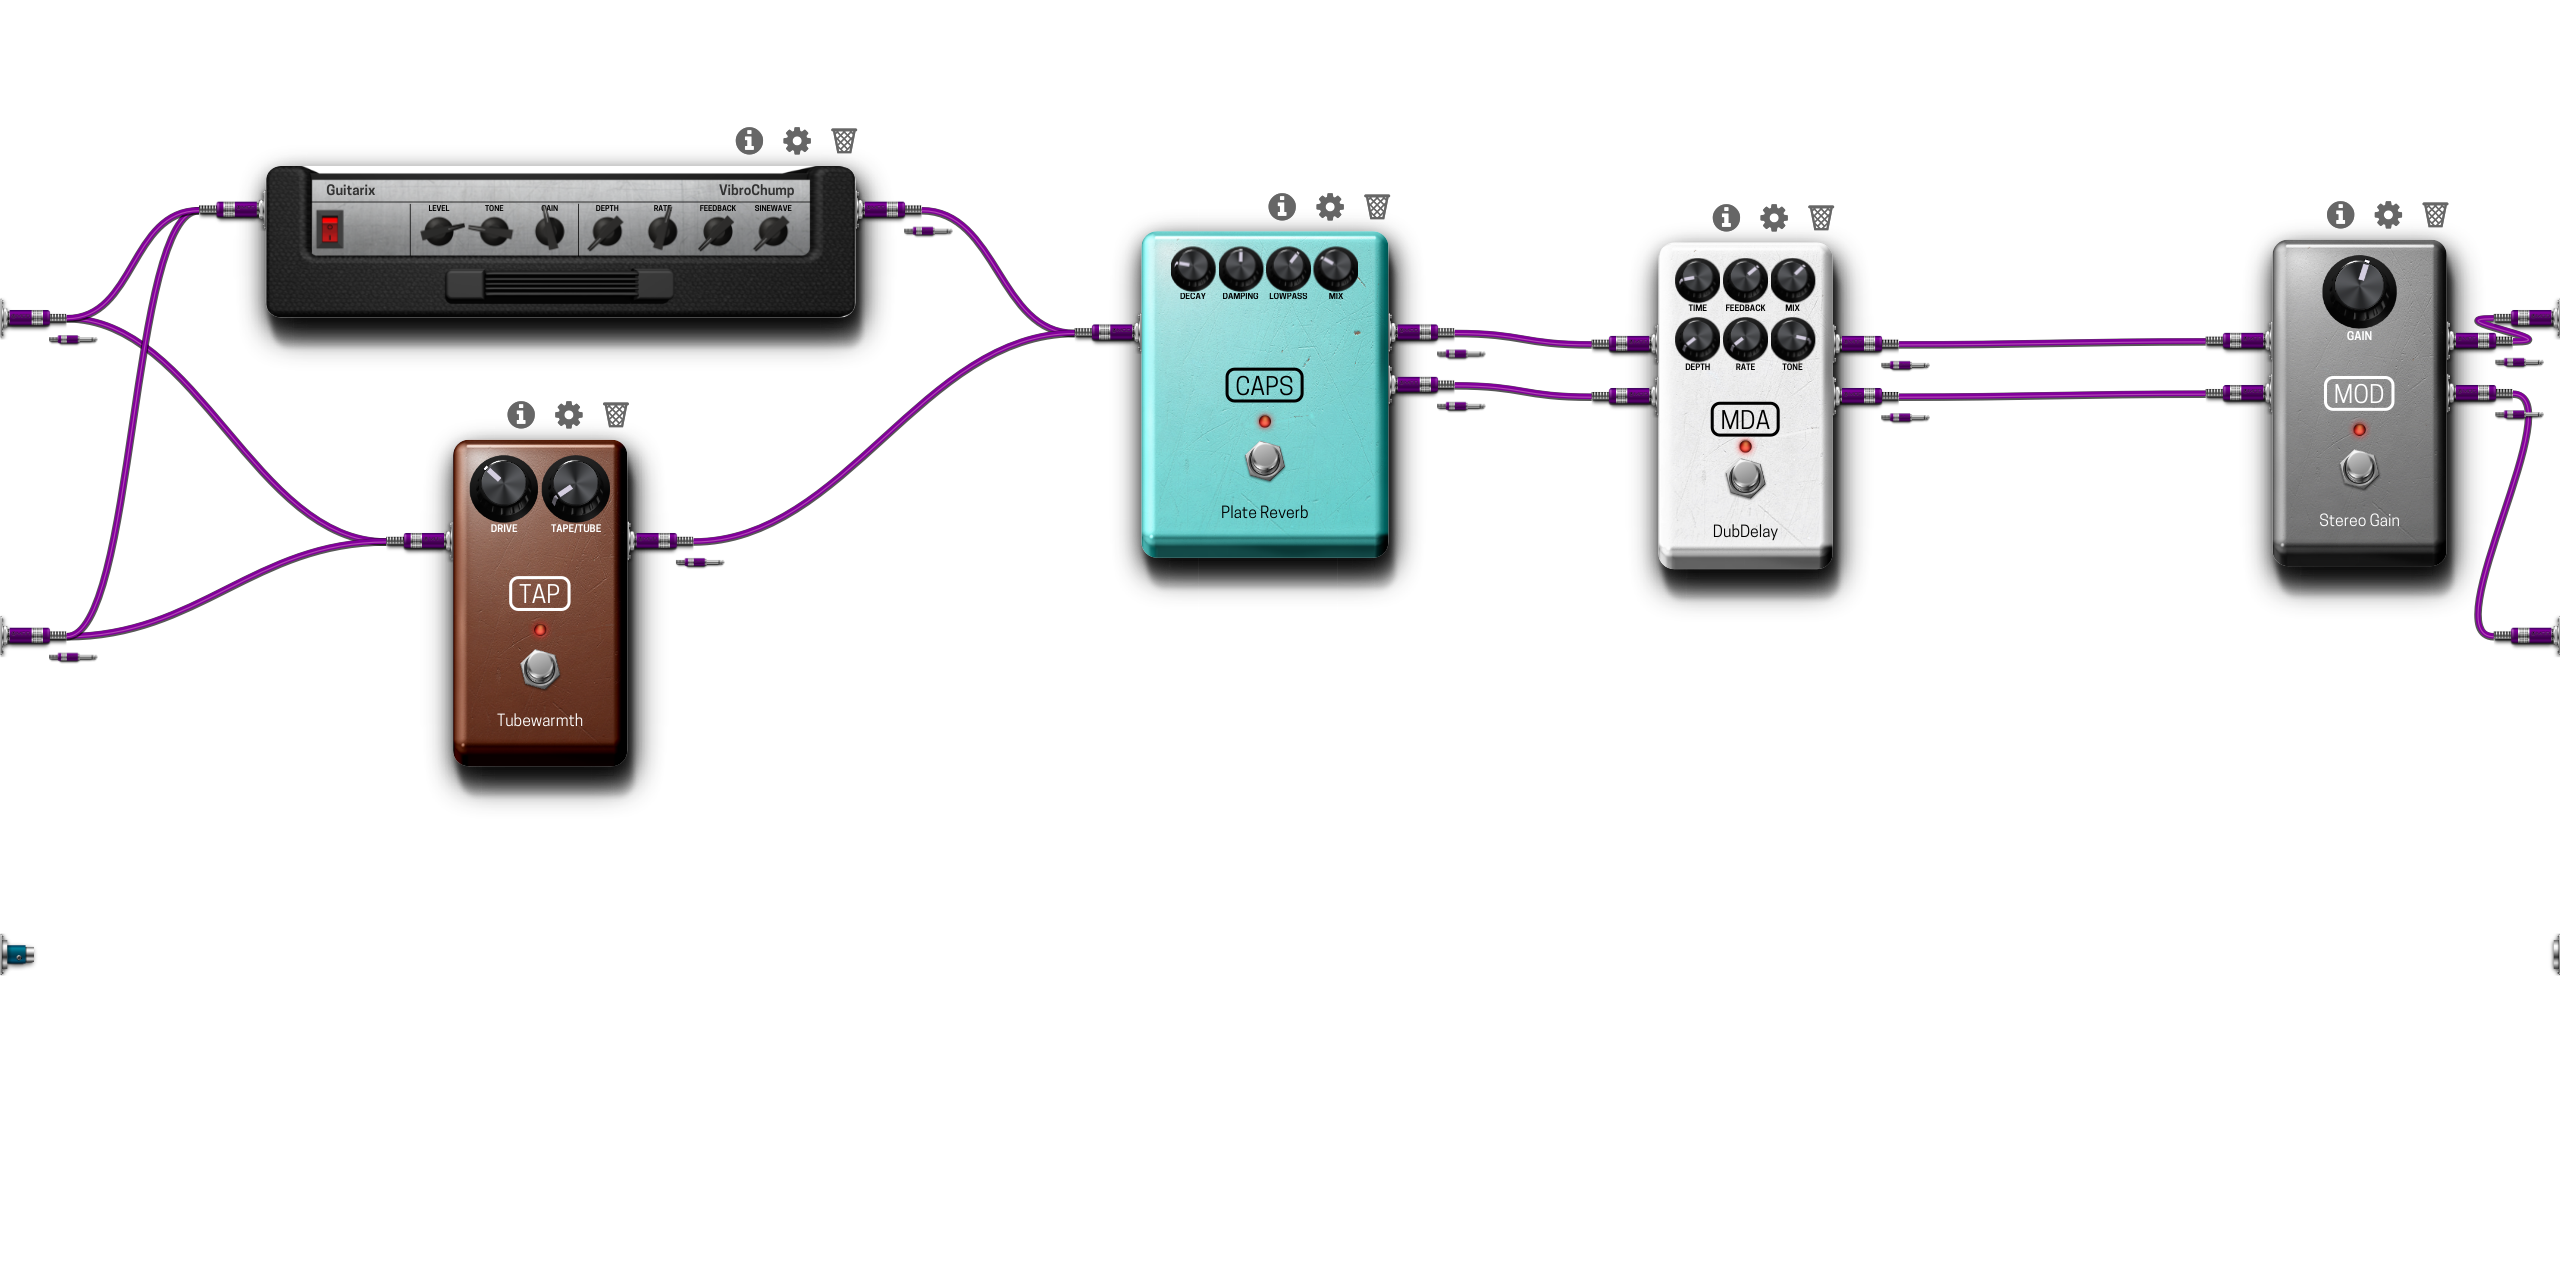 Guitarix VibroChump
LEVEL TONE GAIN DEPTH RATE FEEDBACK SINEWAVE
DRIVE TAPE/TUBE
TAP
Tubewarmth
DECAY DAMPING LOWPASS MIX
CAPS
Plate Reverb
TIME FEEDBACK MIX
DEPTH RATE TONE
MDA
DubDelay
GAIN
MOD
Stereo Gain